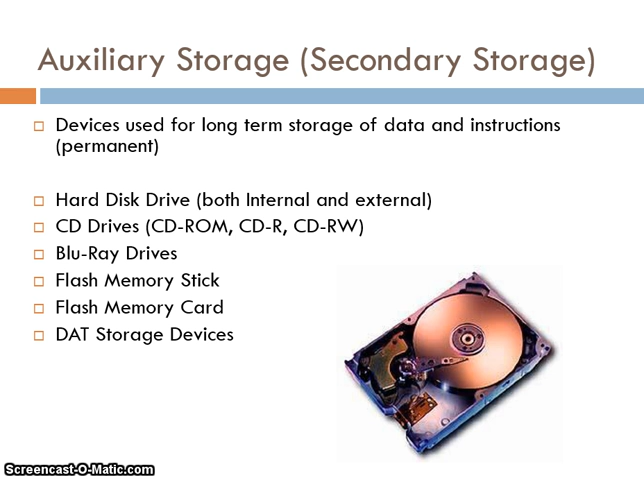 Auxiliary Storage (Secondary Storage)
Devices used for long term storage of data and instructions
(permanent)
Hard Disk Drive (both Internal and external)
CD Drives (CD-ROM, CD-R, CD-RW)
Blu-Ray Drives
Flash Memory Stick
Flash Memory Card
DAT Storage Devices
Screencast-O-Matic.com